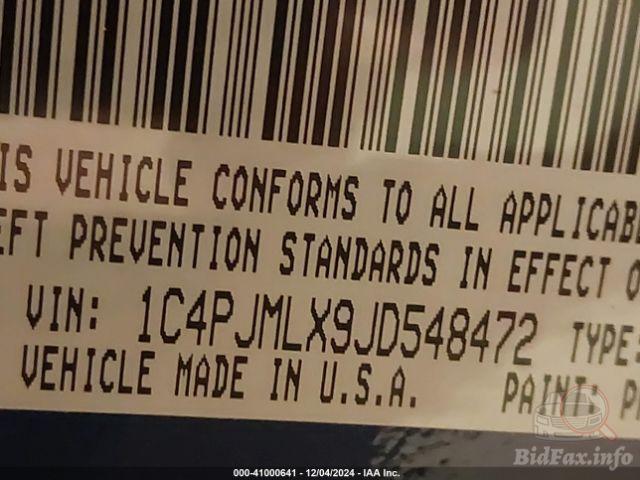 IS VEHICLE CONFORMS TO ALL APPLICAB
EFT PREVENTION STANDARDS IN EFFECT O
VIN: 1C4PJMLX9JD548472 TYPE:
VEHICLE MADE IN U.S.A. PAINT: P
BidFax.info
000-41000641 - 12/04/2024 - IAA Inc.